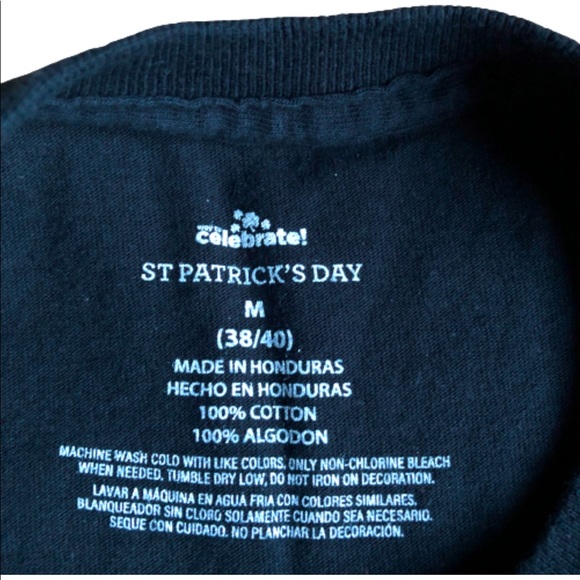 way to
celebrate!
ST PATRICK'S DAY
M
(38/40)
MADE IN HONDURAS
HECHO EN HONDURAS
100% COTTON
100% ALGODON
MACHINE WASH COLD WITH LIKE COLORS. ONLY NON-CHLORINE BLEACH
WHEN NEEDED. TUMBLE DRY LOW, DO NOT IRON ON DECORATION.
LAVAR A MÁQUINA EN AGUA FRIA CON COLORES SIMILARES.
BLANQUEADOR SIN CLORO SOLAMENTE CUANDO SEA NECESARIO.
SEQUE CON CUIDADO. NO PLANCHAR LA DECORACIÓN.